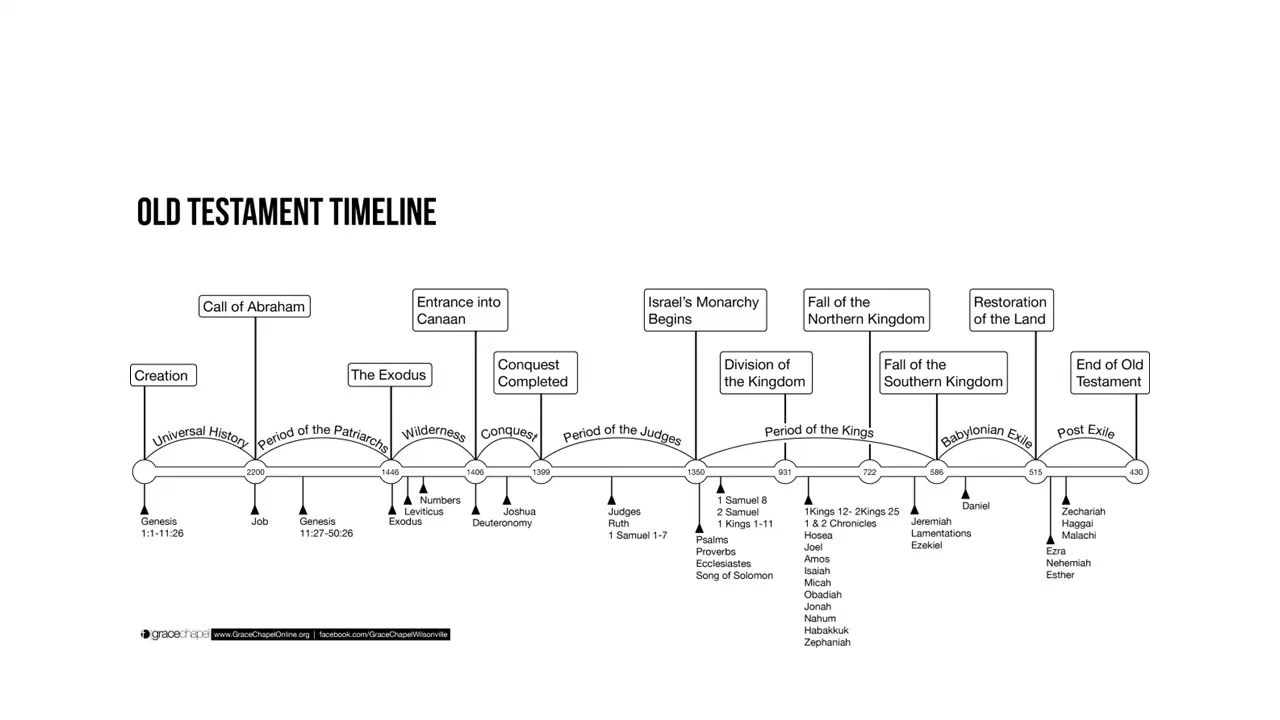 OLD TESTAMENT TIMELINE
Call of Abraham
Entrance into
Canaan
Israel's Monarchy
Begins
Fall of the
Northern Kingdom
Restoration
of the Land
Creation
The Exodus
Conquest
Completed
Division of
the Kingdom
Fall of the
Southern Kingdom
End of Old
Testament
Universal History
Period of the Patriarchs
Wilderness
Conquest
Period of the Judges
Period of the Kings
Babylonian Exile
Post Exile
2200
1446
1406
1399
1350
931
722
586
515
430
Genesis
1:1-11:26
Job
Genesis
11:27-50:26
Exodus
Leviticus
Numbers
Deuteronomy
Joshua
Judges
Ruth
1 Samuel 1-7
Psalms
Proverbs
Ecclesiastes
Song of Solomon
1 Samuel 8
2 Samuel
1 Kings 1-11
1Kings 12- 2Kings 25
1 & 2 Chronicles
Hosea
Joel
Amos
Isaiah
Micah
Obadiah
Jonah
Nahum
Habakkuk
Zephaniah
Jeremiah
Lamentations
Ezekiel
Daniel
Ezra
Nehemiah
Esther
Zechariah
Haggai
Malachi
gracechapel www.GraceChapelOnline.org | facebook.com/GraceChapelWilsonville